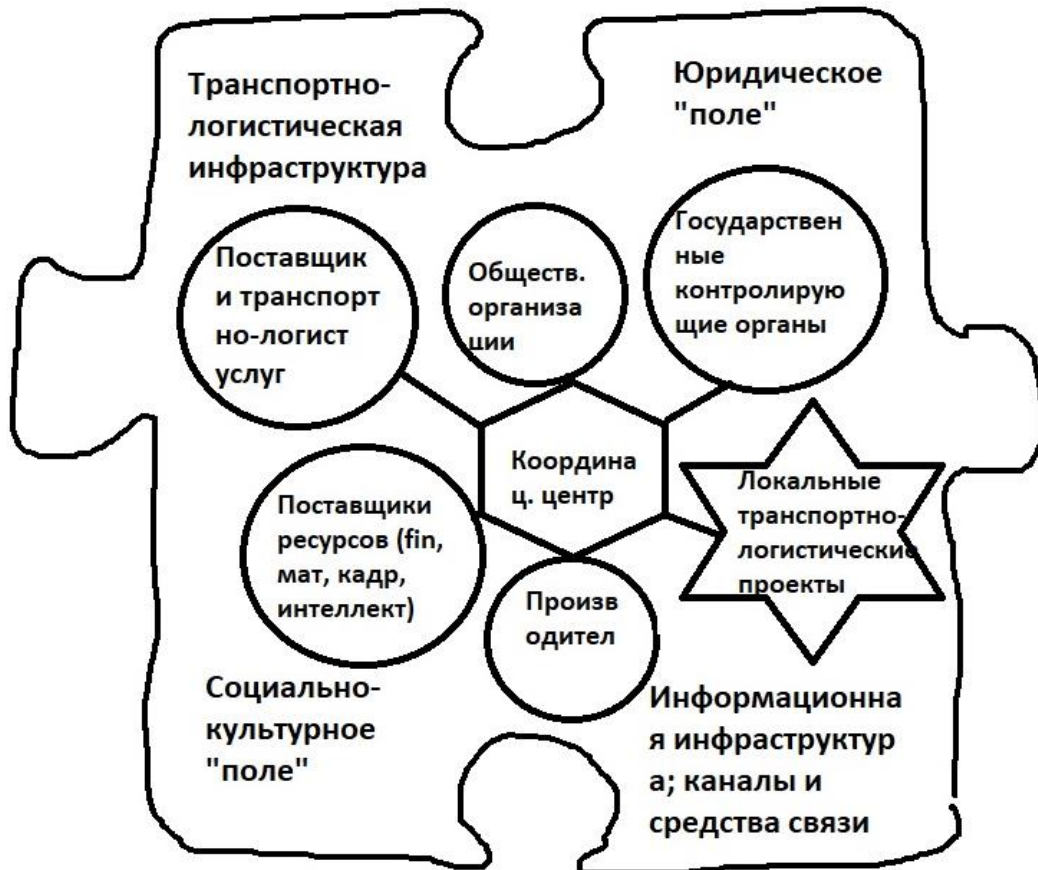 Транспортно-
логистическая
инфраструктура
Юридическое
"поле"
Поставщик
и транспорт
но-логист
услуг
Обществ.
организа
ции
Государствен
ные
контролирую
щие органы
Координа
ц. центр
Локальные
транспортно-
логистические
проекты
Поставщики
ресурсов (fin,
мат, кадр,
интеллект)
Произв
одител
Социально-
культурное
"поле"
Информационна
я инфраструктур
а; каналы и
средства связи